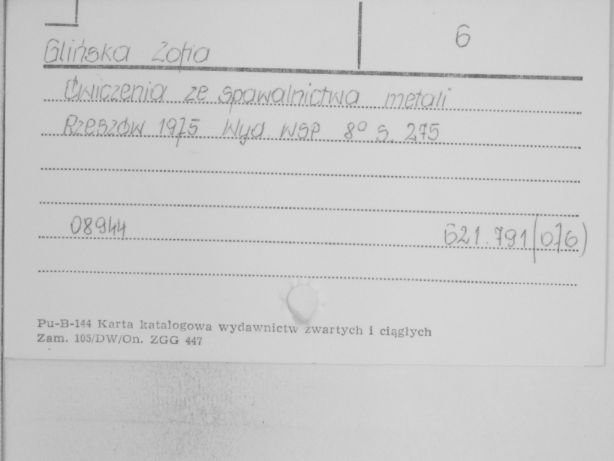 6
Glińska Zofia
Ćwiczenia ze spawalnictwa metali
Rzeszów 1975 Wyd WSP 8° s. 275
08944 621.791(076)
Pu-B-144 Karta katalogowa wydawnictw zwartych i ciągłych
Zam. 105/DW/On. ZGG 447